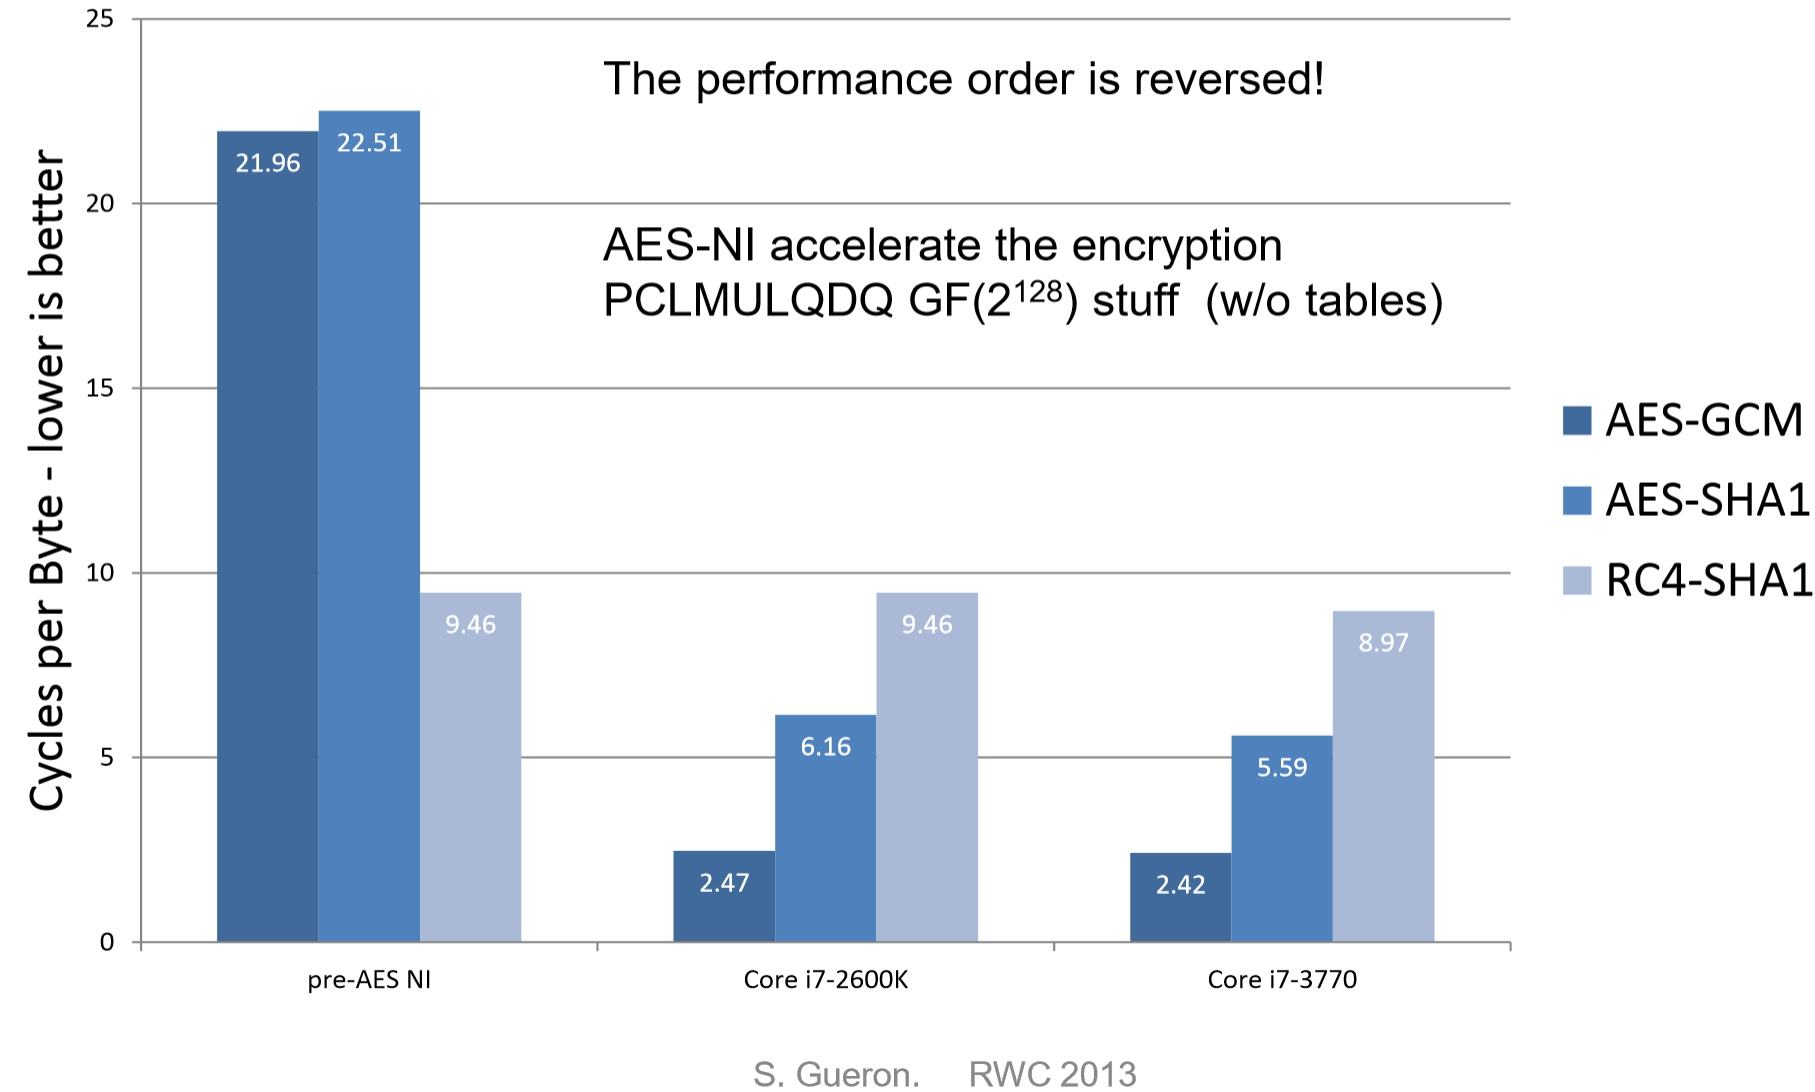 The performance order is reversed!
AES-NI accelerate the encryption
PCLMULQDQ GF(2¹²⁸) stuff (w/o tables)
Cycles per Byte - lower is better
25
20
15
10
5
0
21.96
22.51
9.46
2.47
6.16
9.46
2.42
5.59
8.97
pre-AES NI
Core i7-2600K
Core i7-3770
AES-GCM
AES-SHA1
RC4-SHA1
S. Gueron. RWC 2013